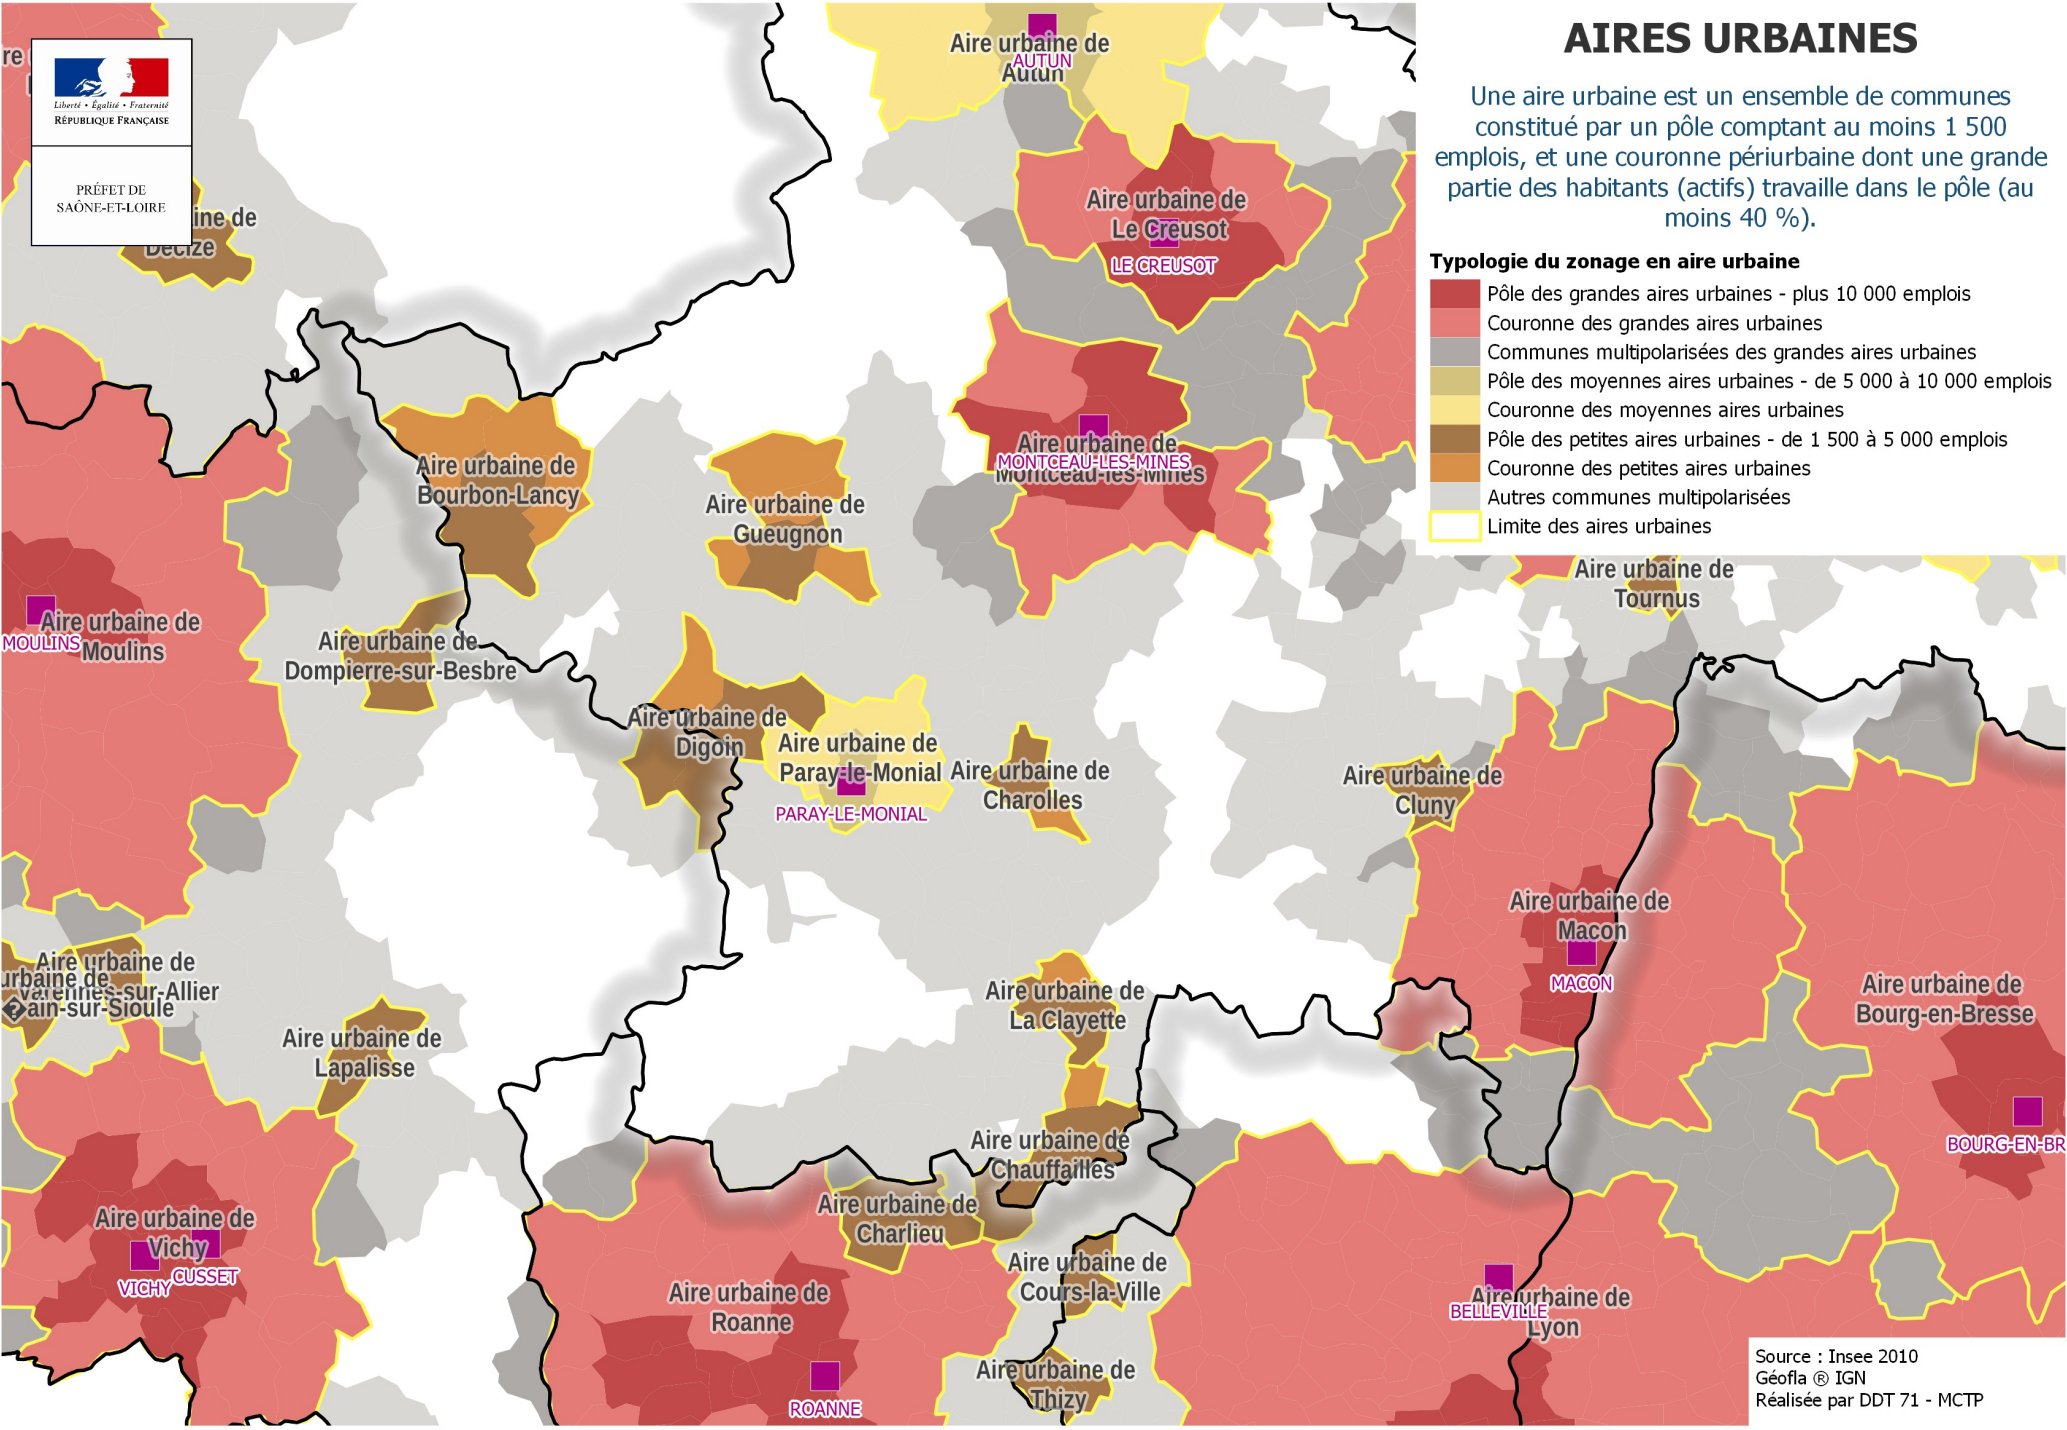 AIRES URBAINES
Une aire urbaine est un ensemble de communes
constitué par un pôle comptant au moins 1 500
emplois, et une couronne périurbaine dont une grande
partie des habitants (actifs) travaille dans le pôle (au
moins 40 %).
Typologie du zonage en aire urbaine
Pôle des grandes aires urbaines - plus 10 000 emplois
Couronne des grandes aires urbaines
Communes multipolarisées des grandes aires urbaines
Pôle des moyennes aires urbaines - de 5 000 à 10 000 emplois
Couronne des moyennes aires urbaines
Pôle des petites aires urbaines - de 1 500 à 5 000 emplois
Couronne des petites aires urbaines
Autres communes multipolarisées
Limite des aires urbaines
Liberté • Égalité • Fraternité
RÉPUBLIQUE FRANÇAISE
PRÉFET DE
SAÔNE-ET-LOIRE
re
ine de
Decize
Aire urbaine de
Autun
AUTUN
Aire urbaine de
Le Creusot
LE CREUSOT
Aire urbaine de
Montceau-les-Mines
MONTCEAU-LES-MINES
Aire urbaine de
Bourbon-Lancy
Aire urbaine de
Gueugnon
Aire urbaine de
Tournus
Aire urbaine de
Moulins
MOULINS
Aire urbaine de
Dompierre-sur-Besbre
Aire urbaine de
Digoin
Aire urbaine de
Paray-le-Monial
PARAY-LE-MONIAL
Aire urbaine de
Charolles
Aire urbaine de
Cluny
Aire urbaine de
Macon
MACON
Aire urbaine de
Varennes-sur-Allier
urbaine de
�ain-sur-Sioule
Aire urbaine de
Lapalisse
Aire urbaine de
La Clayette
Aire urbaine de
Bourg-en-Bresse
BOURG-EN-BR
Aire urbaine de
Chauffailles
Aire urbaine de
Charlieu
Aire urbaine de
Vichy
VICHY
CUSSET
Aire urbaine de
Cours-la-Ville
Aire urbaine de
Roanne
ROANNE
Aire urbaine de
Lyon
BELLEVILLE
Aire urbaine de
Thizy
Source : Insee 2010
Géofla ® IGN
Réalisée par DDT 71 - MCTP